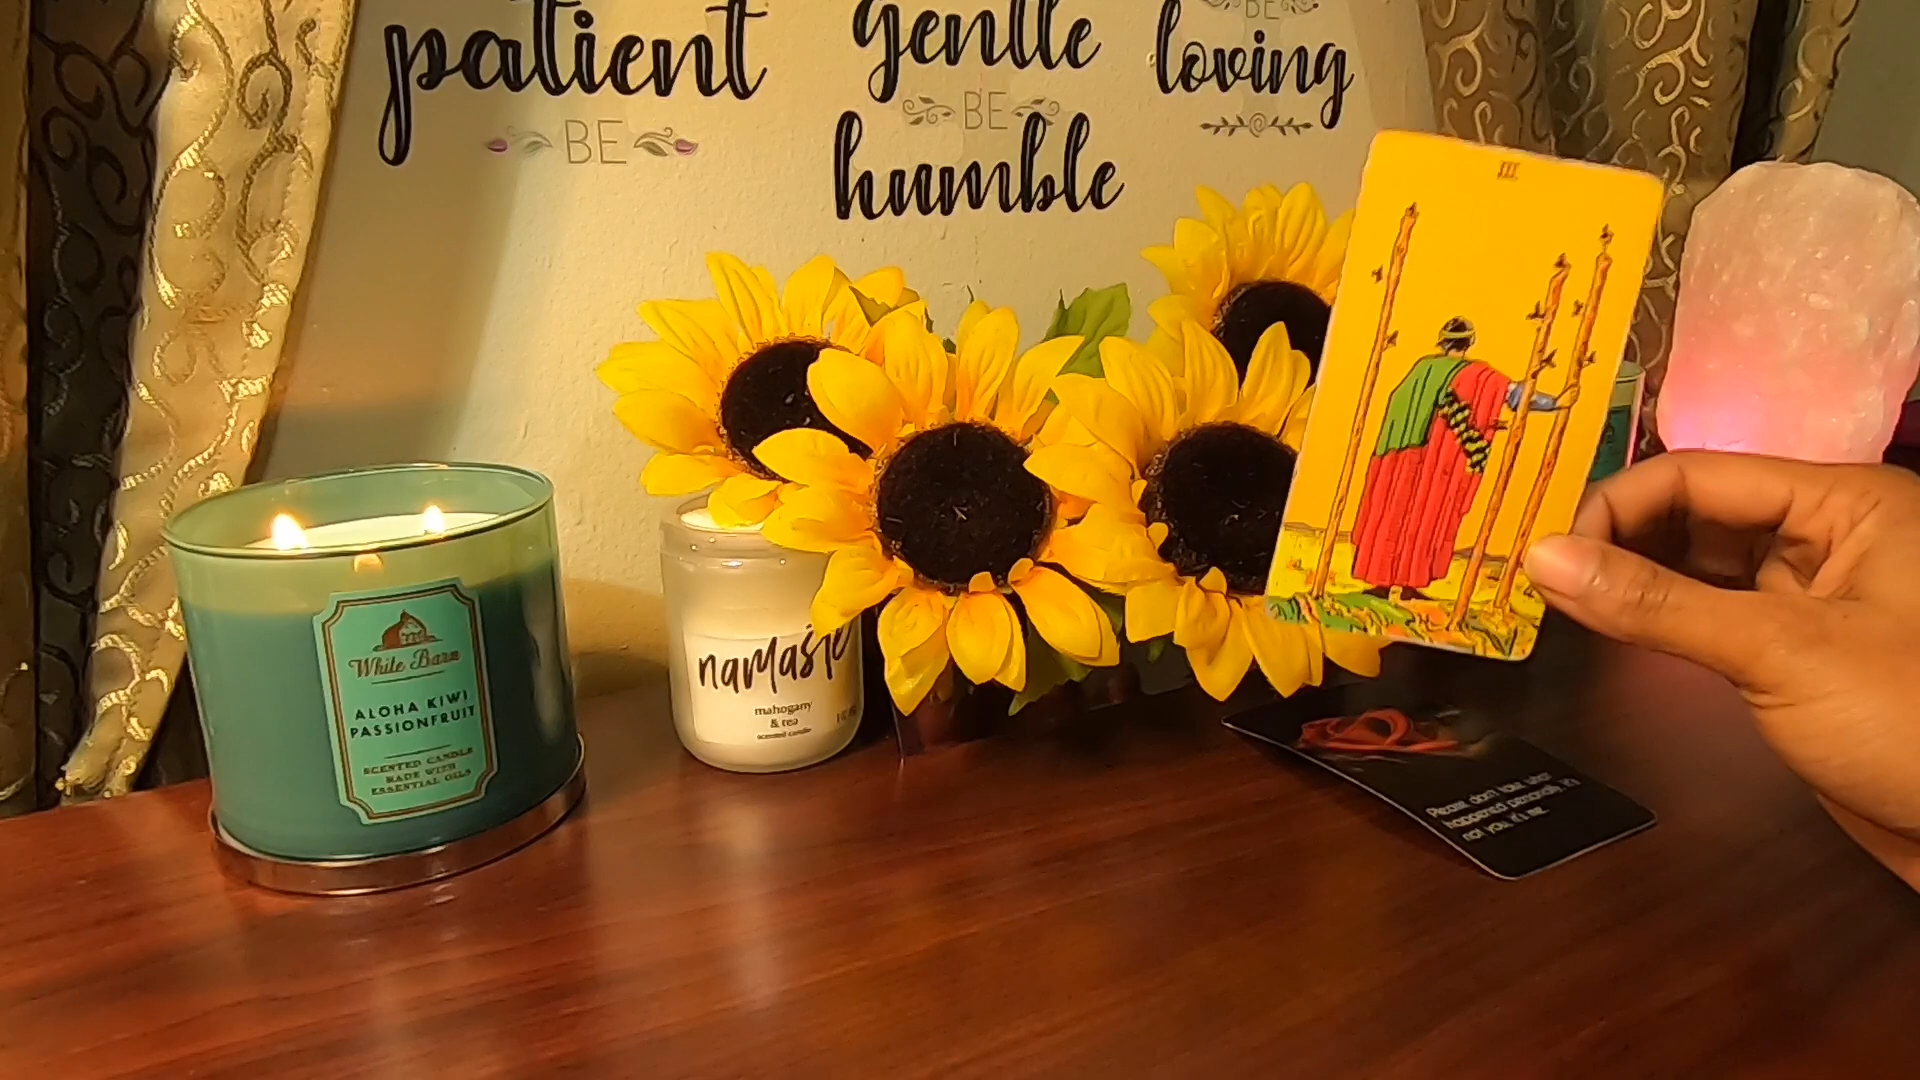 patient
BE
gentle
BE
humble
BE
loving
III
White Barn
ALOHA KIWI
PASSIONFRUIT
SCENTED CANDLE
MADE WITH
ESSENTIAL OILS
namaste
mahogany
& tea
scented candle
Please don't take what
happened personally, it's
not you, it's me.